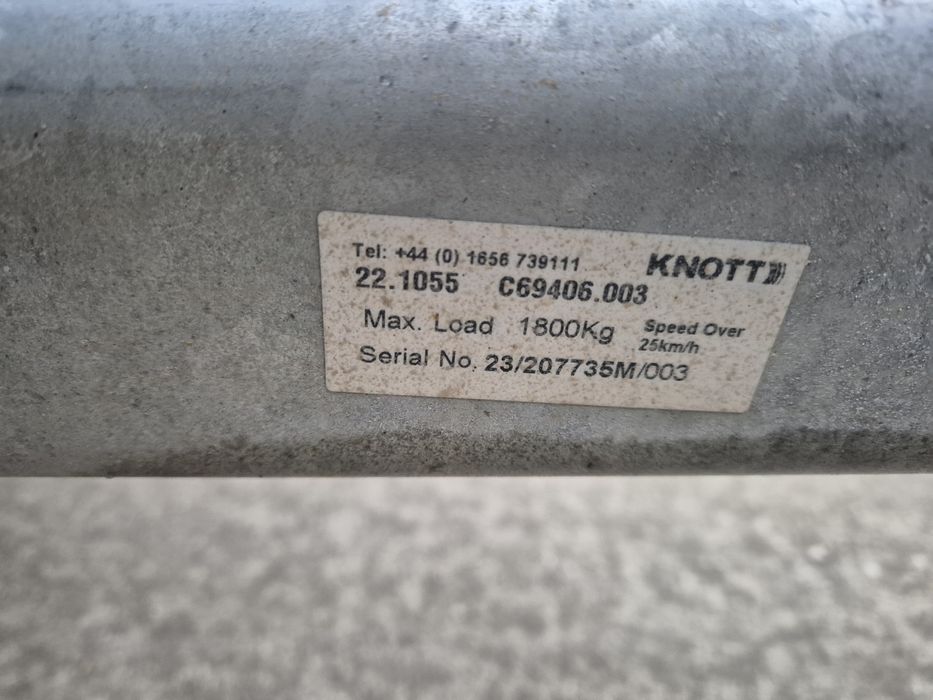 Tel: +44 (0) 1656 739111 KNOTT
22.1055 C69406.003
Max. Load 1800Kg Speed Over 25km/h
Serial No. 23/207735M/003